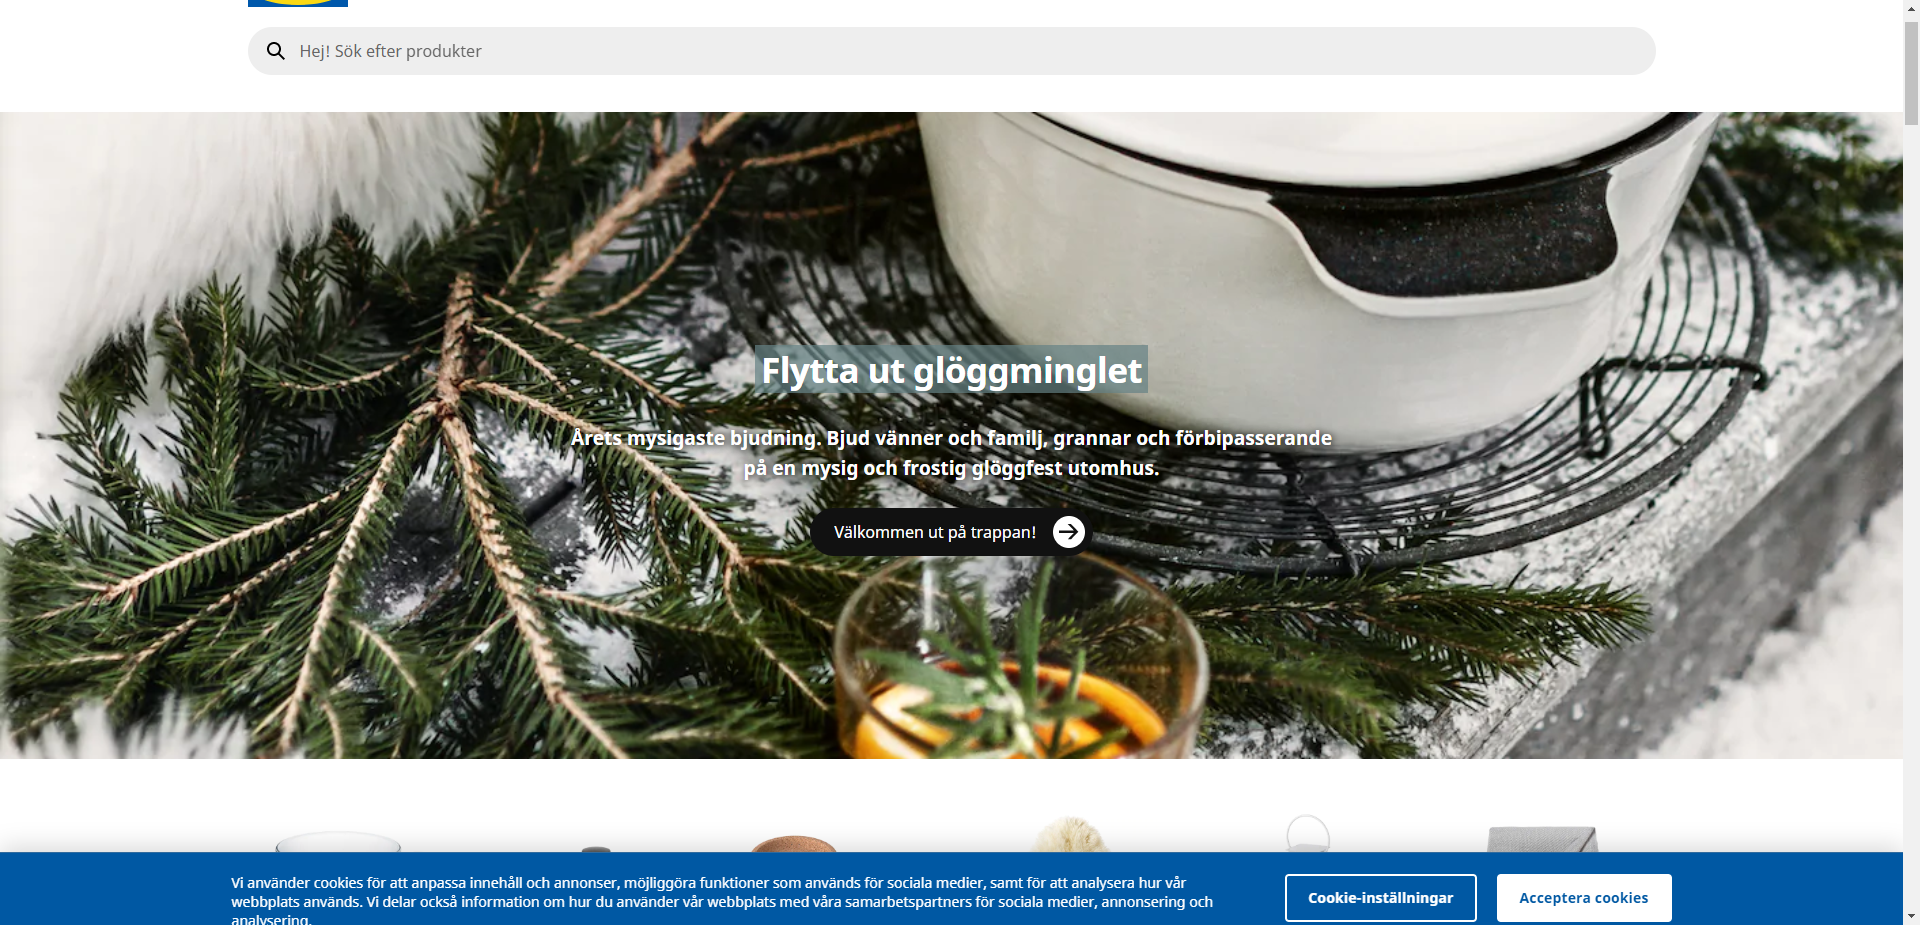 Hej! Sök efter produkter
Flytta ut glöggminglet
Årets mysigaste bjudning. Bjud vänner och familj, grannar och förbipasserande
på en mysig och frostig glöggfest utomhus.
Välkommen ut på trappan!
Vi använder cookies för att anpassa innehåll och annonser, möjliggöra funktioner som används för sociala medier, samt för att analysera hur vår
webbplats används. Vi delar också information om hur du använder vår webbplats med våra samarbetspartners för sociala medier, annonsering och
analysering.
Cookie-inställningar
Acceptera cookies